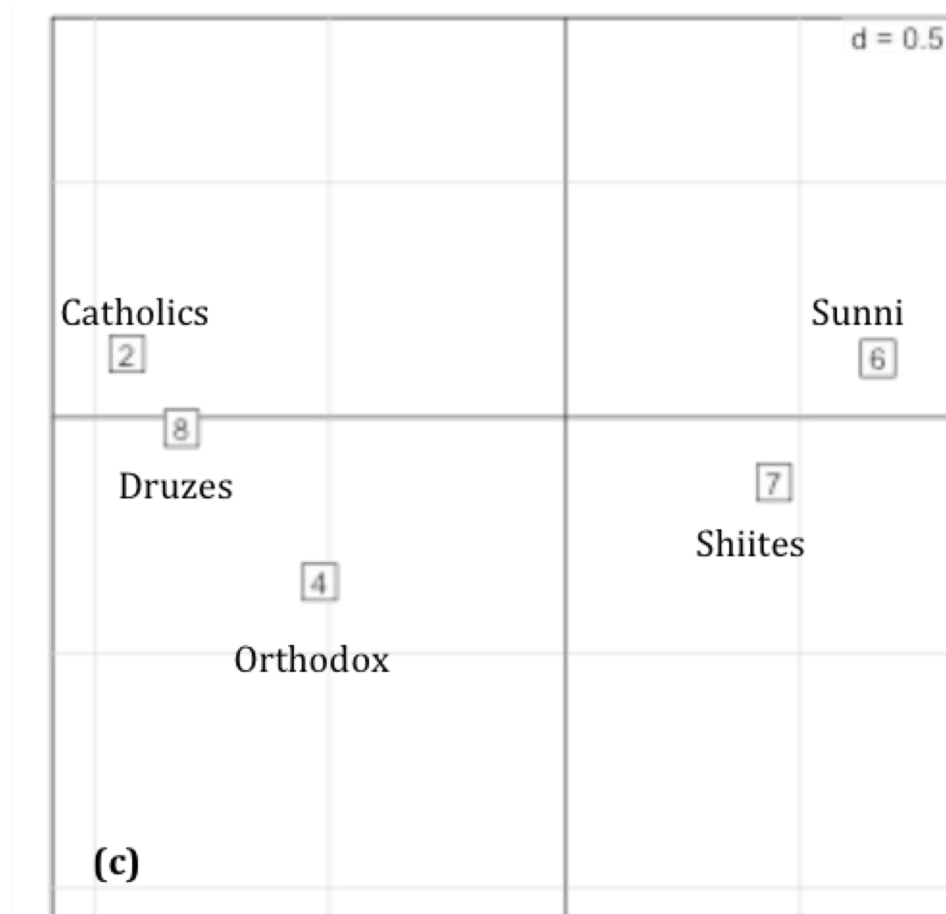 d = 0.5
Catholics
Sunni
2
6
8
Druzes
7
Shiites
4
Orthodox
(c)